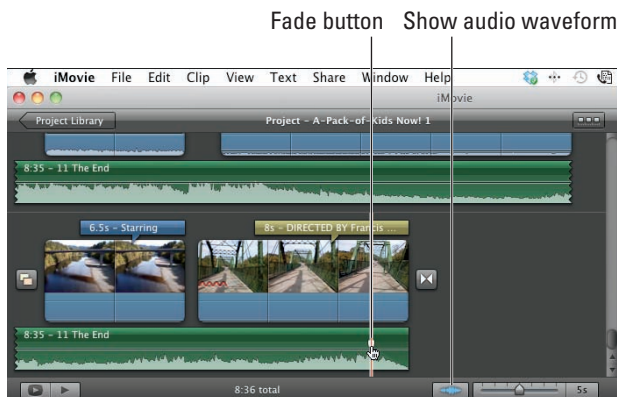 Fade button Show audio waveform
iMovie File Edit Clip View Text Share Window Help
iMovie
Project Library
Project – A-Pack-of-Kids Now! 1
8:35 – 11 The End
6.5s – Starring
8s – DIRECTED BY Francis ...
8:35 – 11 The End
8:36 total
5s